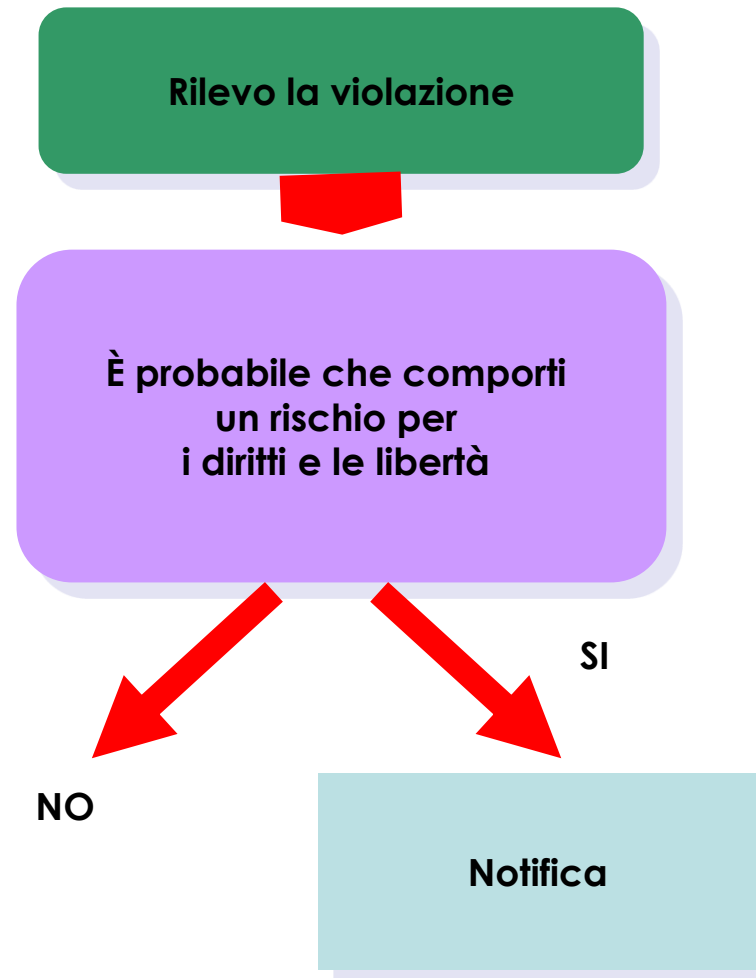 Rilevo la violazione
È probabile che comporti
un rischio per
i diritti e le libertà
SI
NO
Notifica